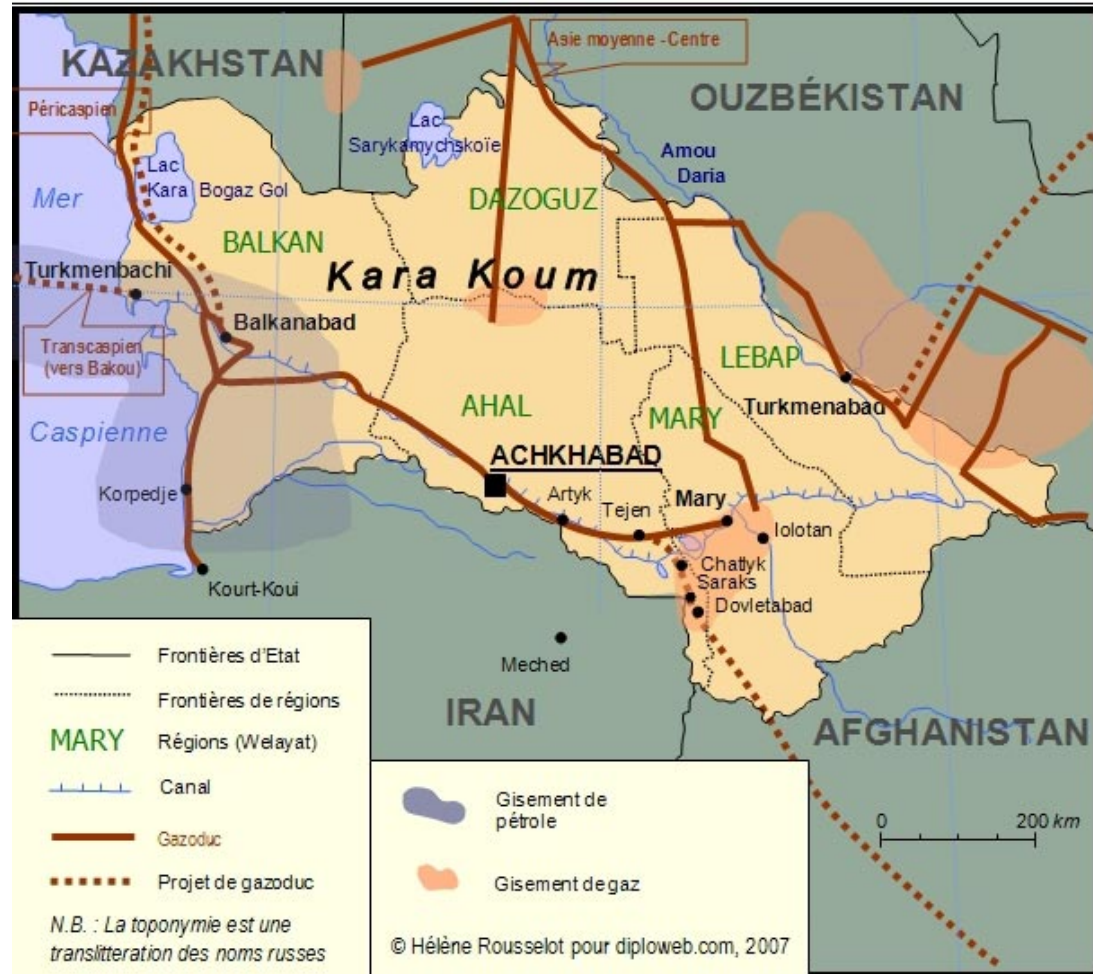 KAZAKHSTAN
Asie moyenne -Centre
OUZBÉKISTAN
Péricaspien
Lac
Sarykamychskoïe
Amou
Daria
Lac
Kara Bogaz Gol
Mer
DAZOGUZ
BALKAN
Kara Koum
Turkmenbachi
Balkanabad
Transcaspien
(vers Bakou)
LEBAP
AHAL
MARY
Turkmenabad
Caspienne
ACHKHABAD
Korpedje
Artyk
Tejen
Mary
Iolotan
Chatlyk
Saraks
Dovletabad
Kourt-Koui
Meched
IRAN
AFGHANISTAN
Frontières d'Etat
Frontières de régions
MARY Régions (Welayat)
Canal
Gazoduc
Projet de gazoduc
N.B. : La toponymie est une
translitteration des noms russes
Gisement de
pétrole
Gisement de gaz
© Hélène Rousselot pour diploweb.com, 2007
0 200 km